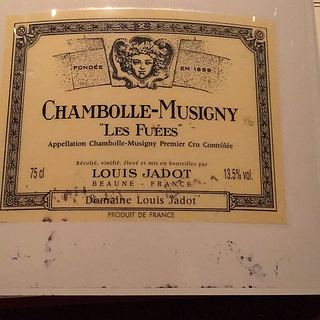 FONDÉE EN 1859
CHAMBOLLE-MUSIGNY
"LES FUÉES"
Appellation Chambolle-Musigny Premier Cru Contrôlée
Récolté, vinifié, élevé et mis en bouteilles par
75 cl LOUIS JADOT 13.5% vol.
BEAUNE - FRANCE
Domaine Louis Jadot
PRODUIT DE FRANCE